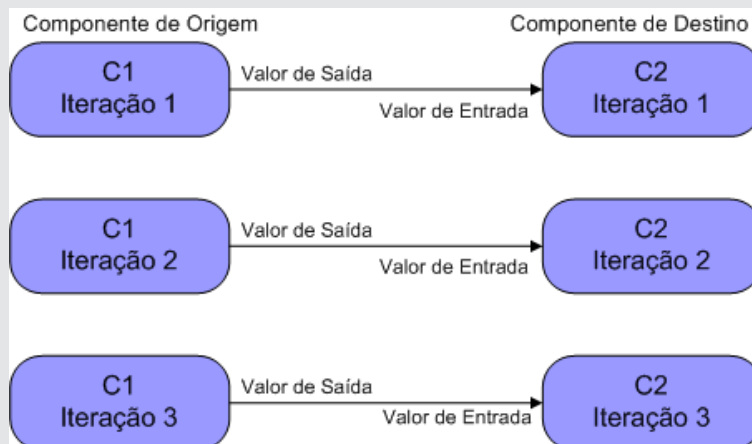 Componente de Origem
Componente de Destino
C1
Iteração 1
Valor de Saída
Valor de Entrada
C2
Iteração 1
C1
Iteração 2
Valor de Saída
Valor de Entrada
C2
Iteração 2
C1
Iteração 3
Valor de Saída
Valor de Entrada
C2
Iteração 3